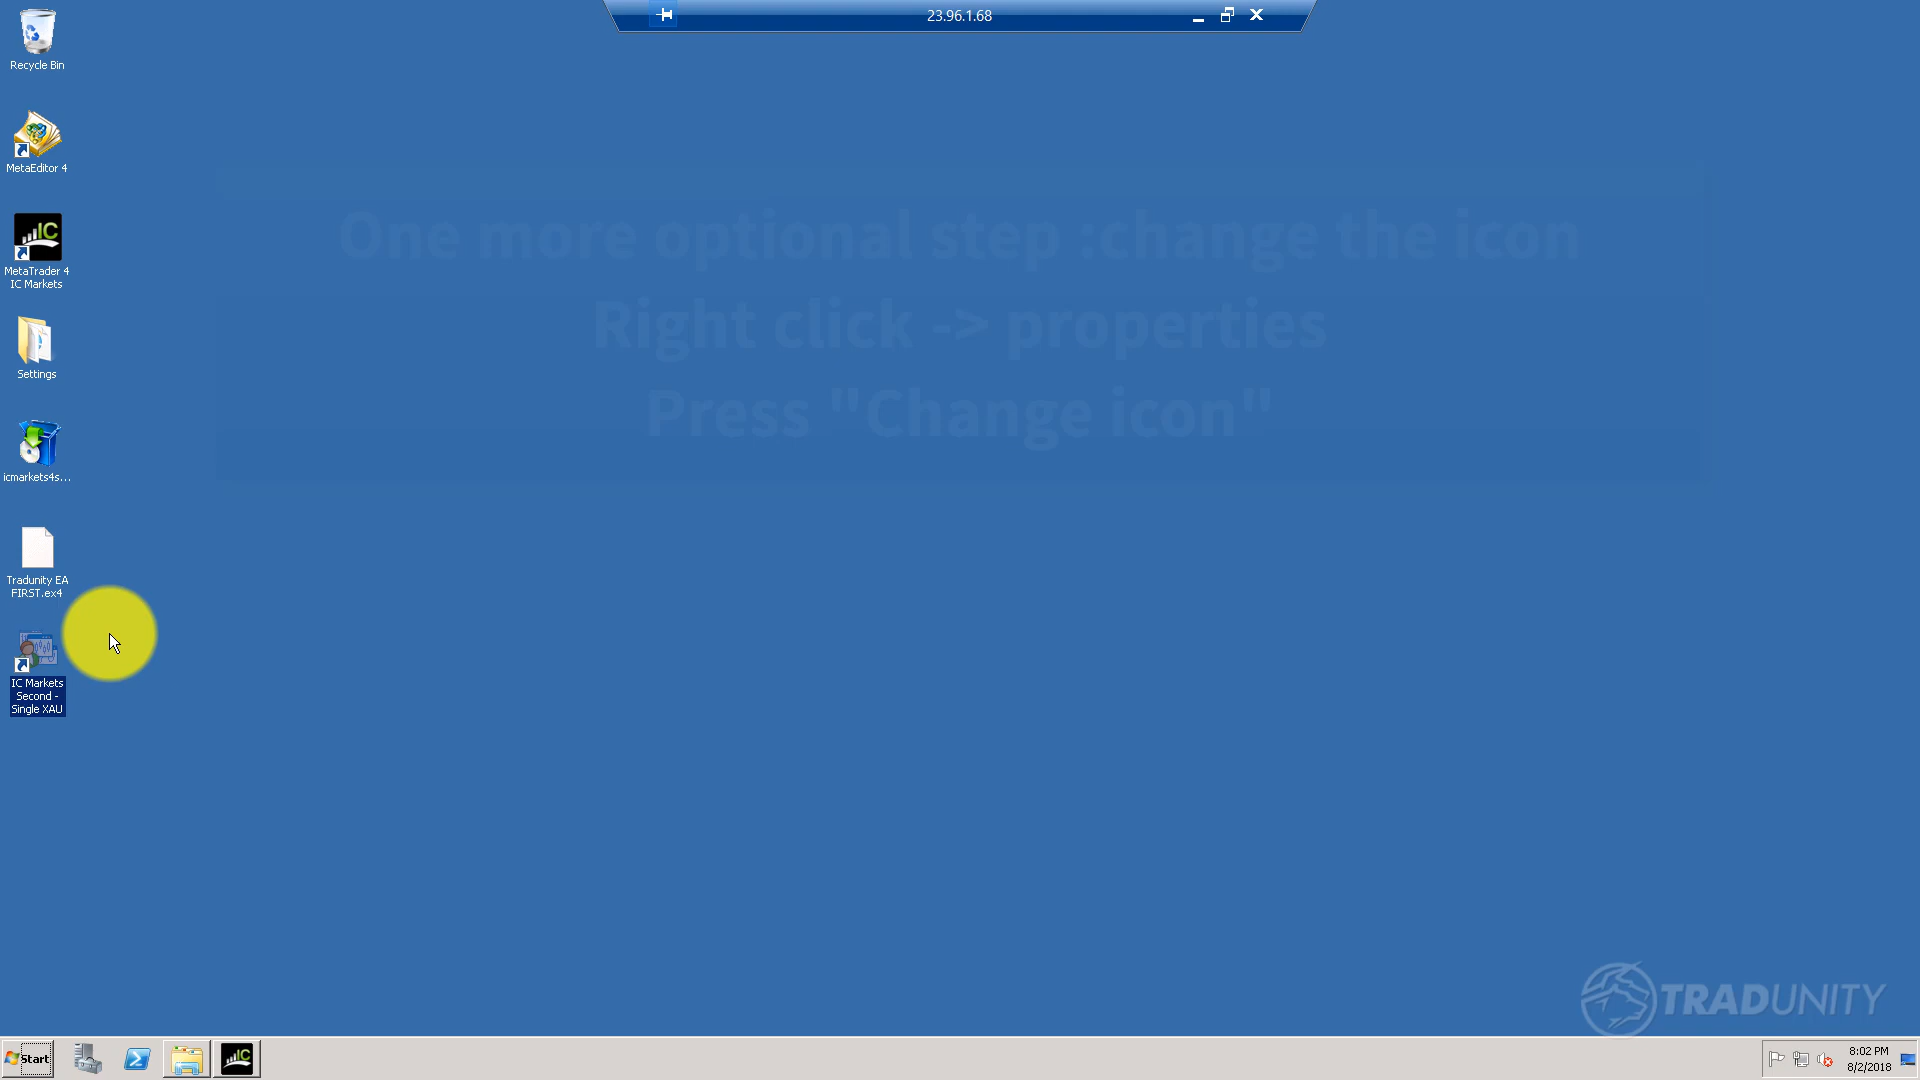 23.96.1.68
Recycle Bin
MetaEditor 4
MetaTrader 4
IC Markets
Settings
icmarkets4s...
Tradunity EA
FIRST.ex4
IC Markets
Second -
Single XAU
One more optional step :change the icon
Right click -> properties
Press "Change icon"
TRADUNITY
Start
8:02 PM
8/2/2018